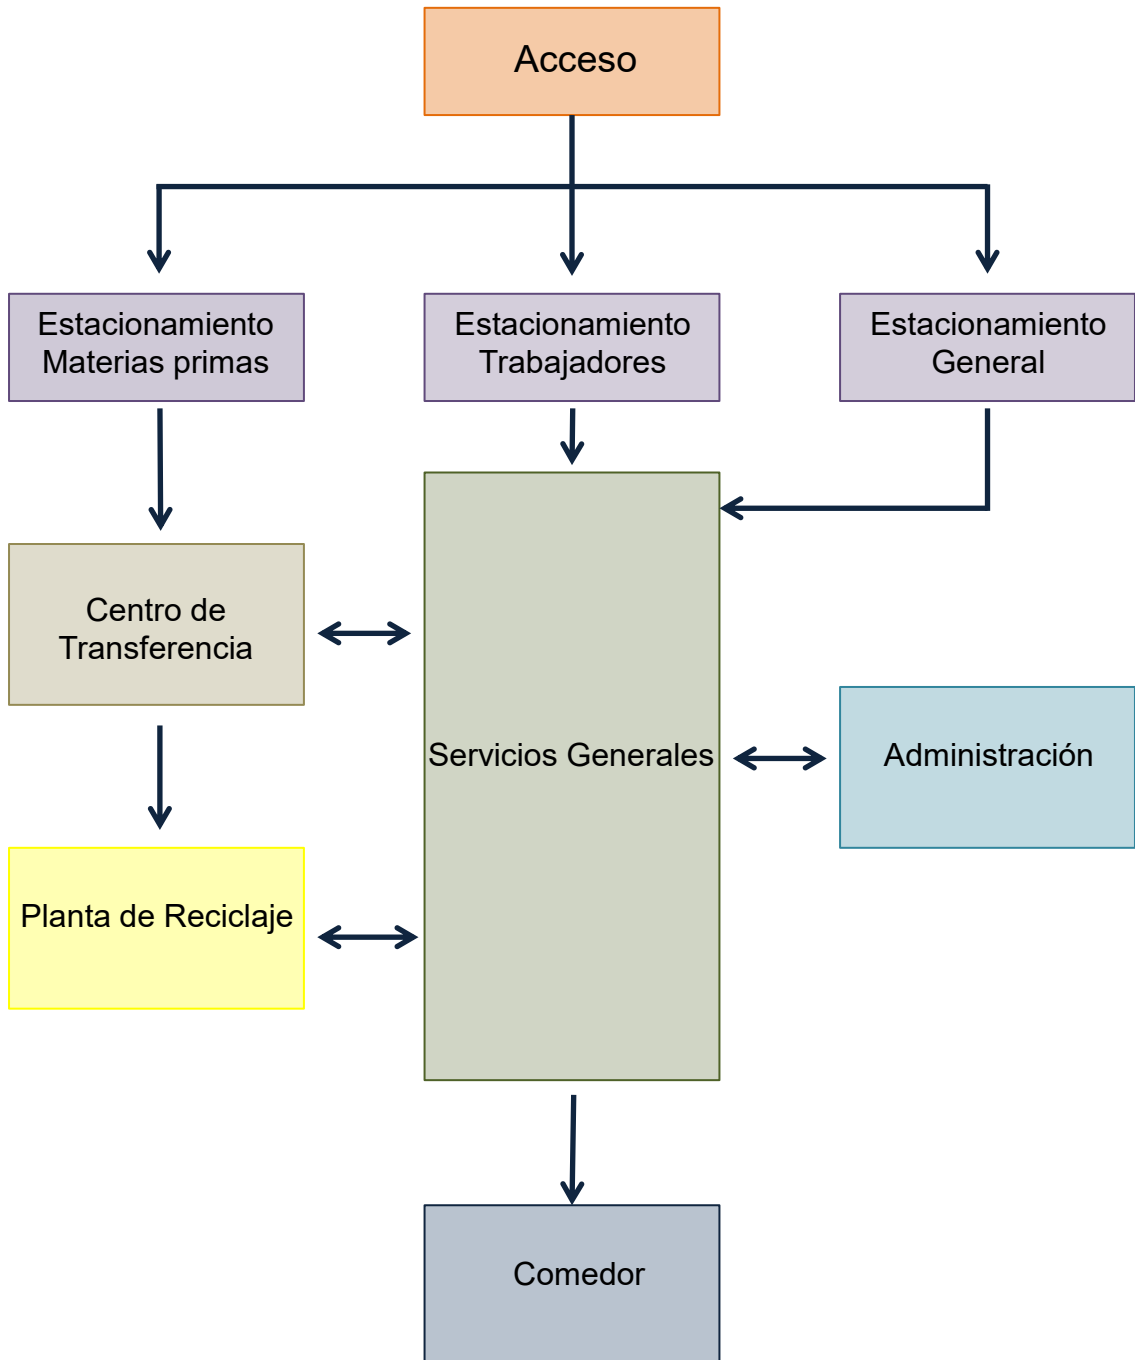 Acceso
Estacionamiento
Materias primas
Estacionamiento
Trabajadores
Estacionamiento
General
Centro de
Transferencia
Servicios Generales
Administración
Planta de Reciclaje
Comedor